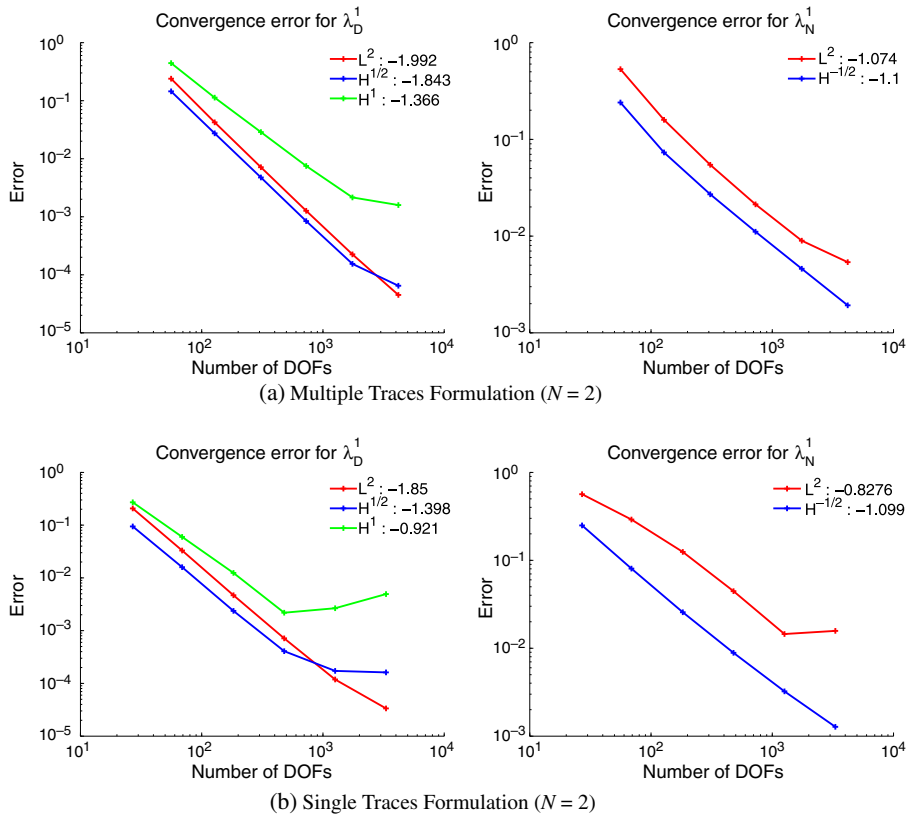 Convergence error for λ_D^1
10^0
10^-1
10^-2
10^-3
10^-4
10^-5
Error
L^2 : −1.992
H^1/2 : −1.843
H^1 : −1.366
10^1 10^2 10^3 10^4
Number of DOFs
Convergence error for λ_N^1
10^0
10^-1
10^-2
10^-3
Error
L^2 : −1.074
H^−1/2 : −1.1
10^1 10^2 10^3 10^4
Number of DOFs
(a) Multiple Traces Formulation (N = 2)
Convergence error for λ_D^1
10^0
10^-1
10^-2
10^-3
10^-4
10^-5
Error
L^2 : −1.85
H^1/2 : −1.398
H^1 : −0.921
10^1 10^2 10^3 10^4
Number of DOFs
Convergence error for λ_N^1
10^0
10^-1
10^-2
10^-3
Error
L^2 : −0.8276
H^−1/2 : −1.099
10^1 10^2 10^3 10^4
Number of DOFs
(b) Single Traces Formulation (N = 2)